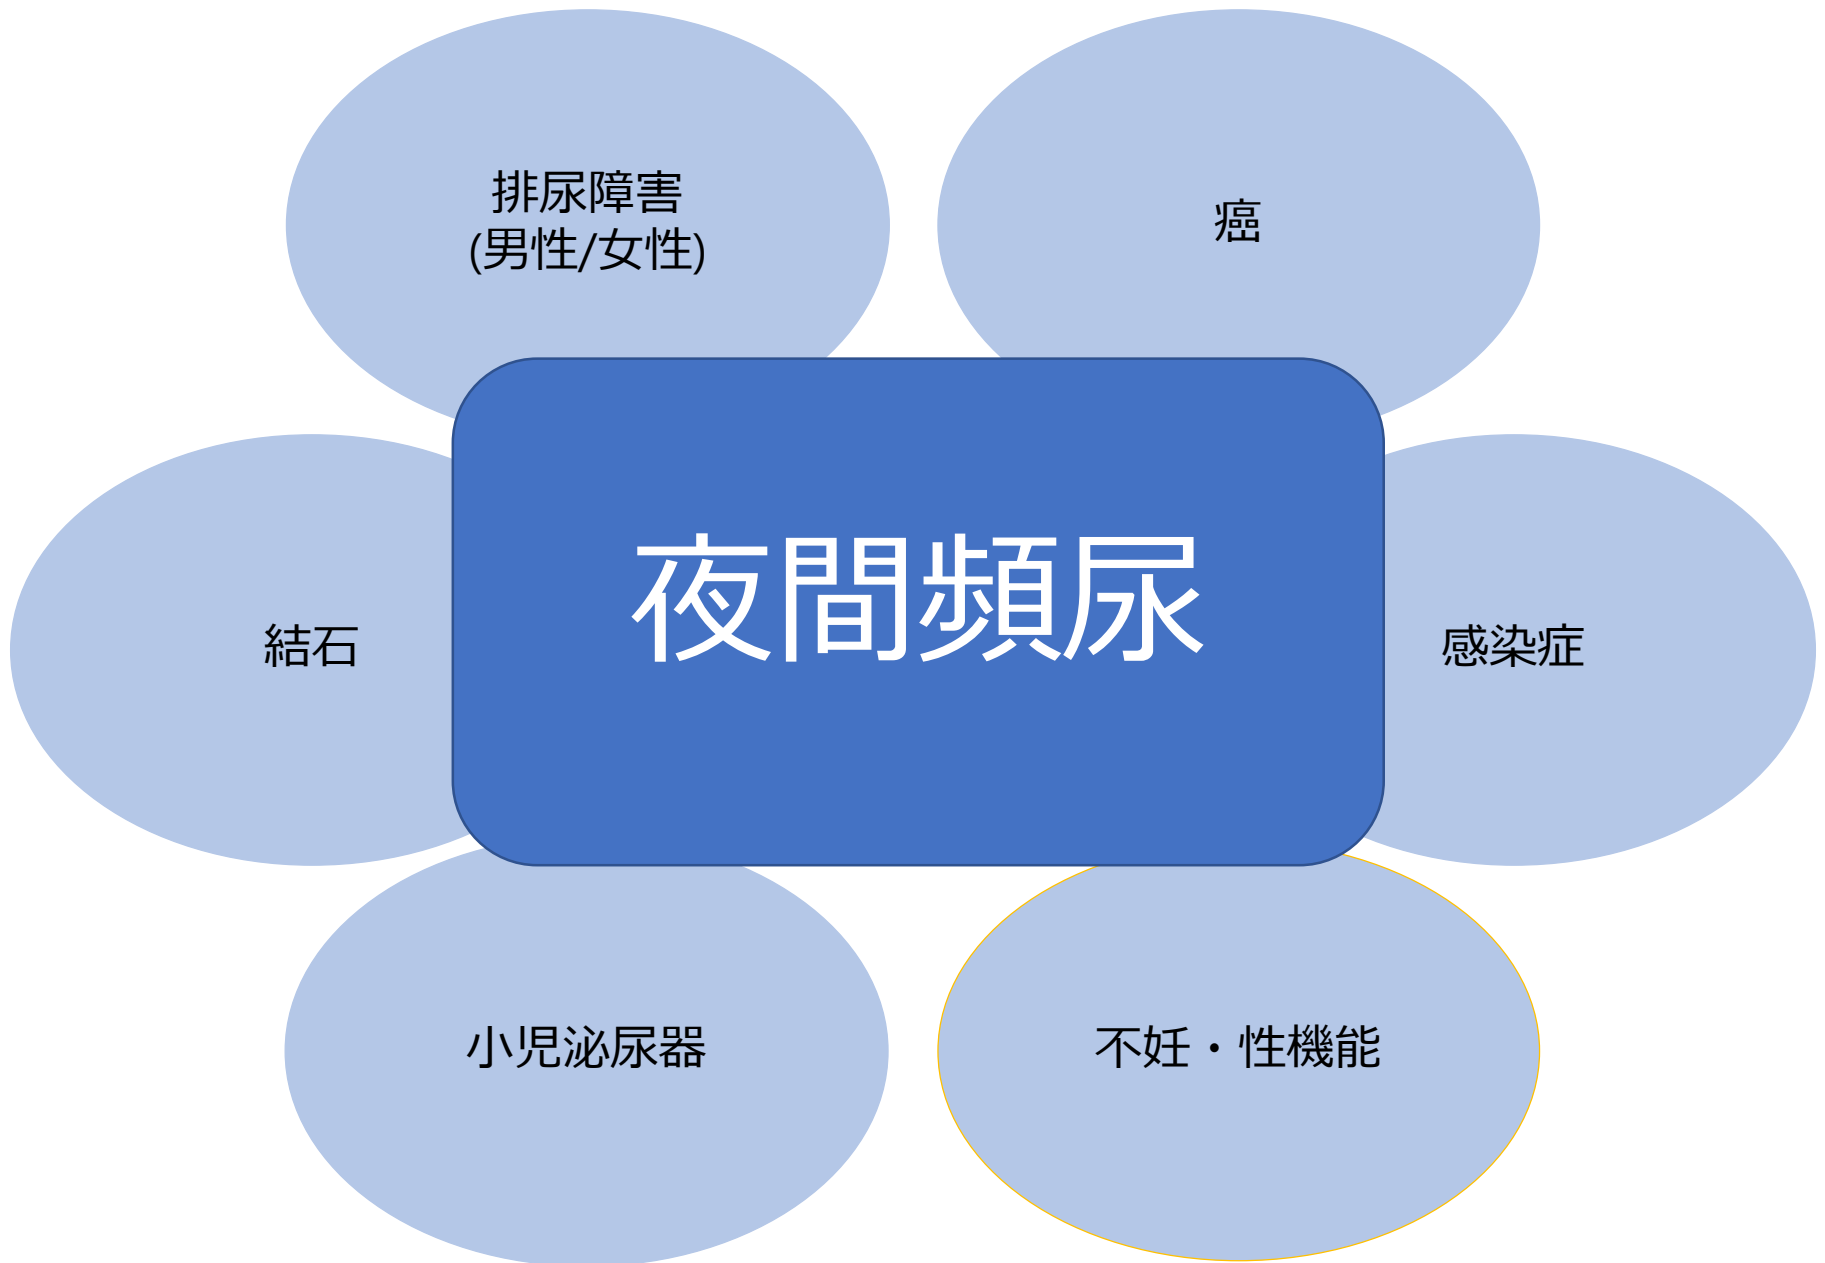 排尿障害
(男性/女性)
癌
夜間頻尿
結石
感染症
小児泌尿器
不妊・性機能